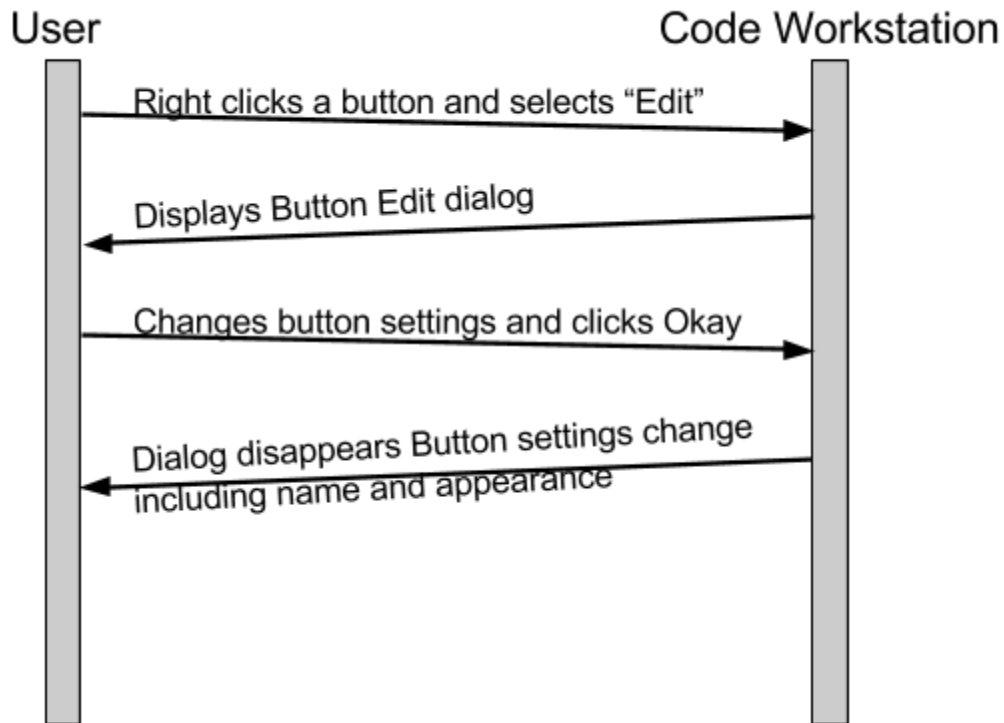 User
Code Workstation
Right clicks a button and selects “Edit”
Displays Button Edit dialog
Changes button settings and clicks Okay
Dialog disappears Button settings change
including name and appearance